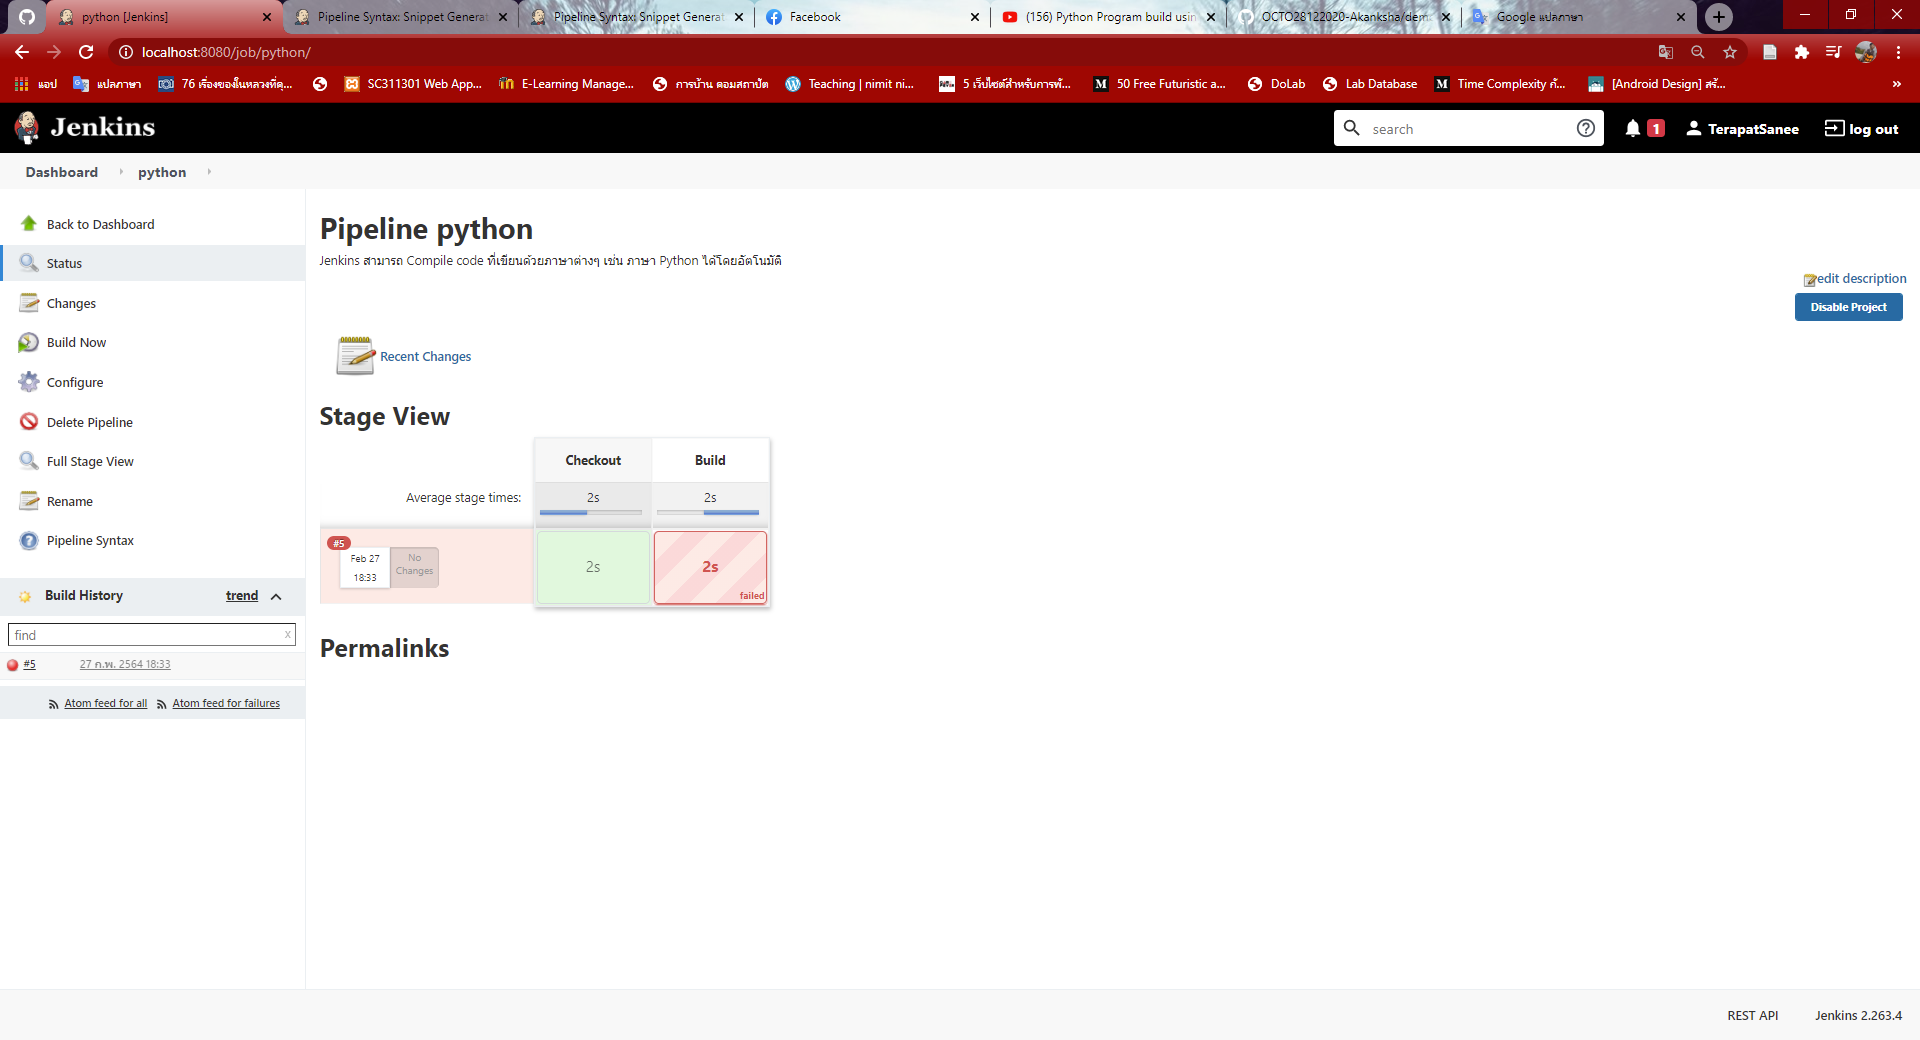 python [Jenkins]
Pipeline Syntax: Snippet Generat
Pipeline Syntax: Snippet Generat
Facebook
(156) Python Program build usin
OCTO28122020-Akanksha/dem
Google แปลภาษา
localhost:8080/job/python/
แอป
แปลภาษา
76 เรื่องของในหลวงที่คุ...
SC311301 Web App...
E-Learning Manage...
การบ้าน คอมสถาปัต
Teaching | nimit ni...
5 เว็บไซต์สำหรับการพั...
50 Free Futuristic a...
DoLab
Lab Database
Time Complexity กั...
[Android Design] สร้...
»
Jenkins
search
1
TerapatSanee
log out
Dashboard
python
Back to Dashboard
Status
Changes
Build Now
Configure
Delete Pipeline
Full Stage View
Rename
Pipeline Syntax
Build History
trend
find
x
#5
27 ก.พ. 2564 18:33
Atom feed for all
Atom feed for failures
Pipeline python
Jenkins สามารถ Compile code ที่เขียนด้วยภาษาต่างๆ เช่น ภาษา Python ได้โดยอัตโนมัติ
edit description
Disable Project
Recent Changes
Stage View
Checkout
Build
Average stage times:
2s
2s
#5
Feb 27
18:33
No
Changes
2s
2s
failed
Permalinks
REST API
Jenkins 2.263.4